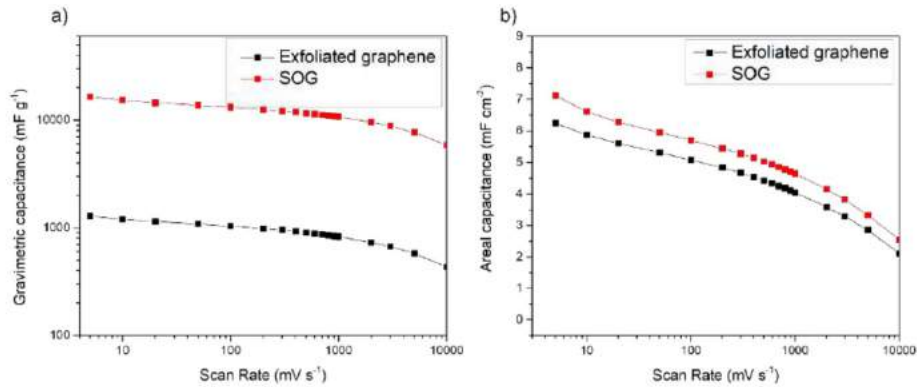 a)
Exfoliated graphene
SOG
Gravimetric capacitance (mF g⁻¹)
10000
1000
100
10
100
1000
10000
Scan Rate (mV s⁻¹)
b)
Exfoliated graphene
SOG
Areal capacitance (mF cm⁻²)
9
8
7
6
5
4
3
2
1
0
10
100
1000
10000
Scan Rate (mV s⁻¹)